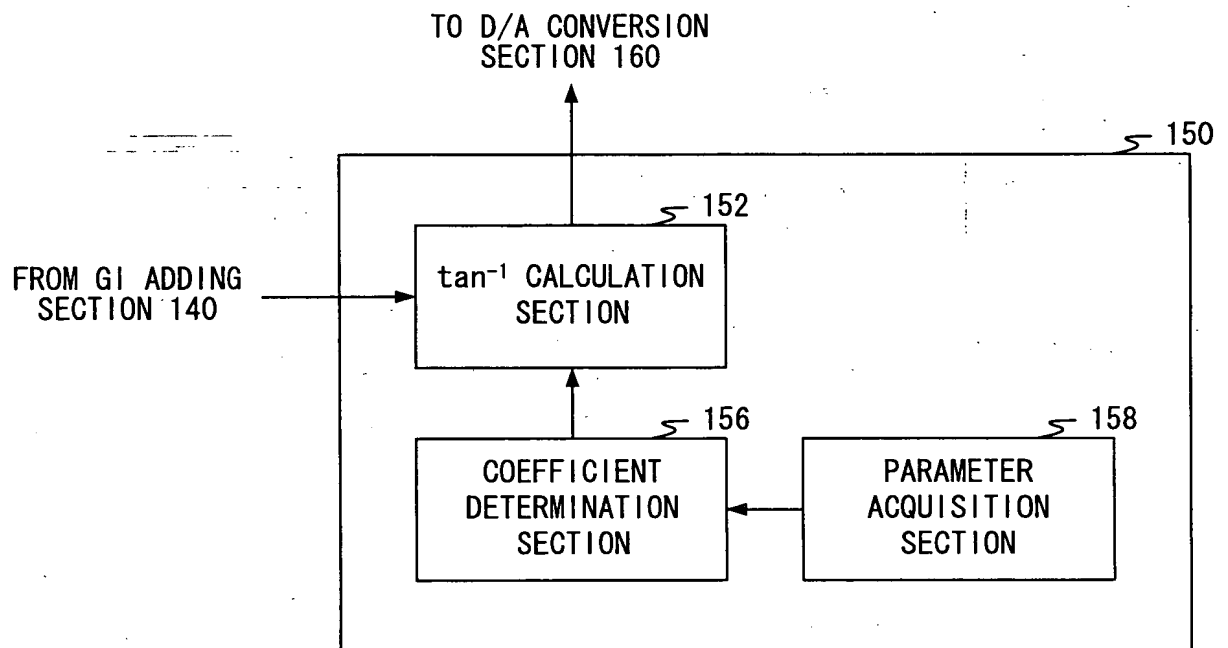 TO D/A CONVERSION
SECTION 160
150
152
tan⁻¹ CALCULATION
SECTION
FROM GI ADDING
SECTION 140
156
COEFFICIENT
DETERMINATION
SECTION
158
PARAMETER
ACQUISITION
SECTION